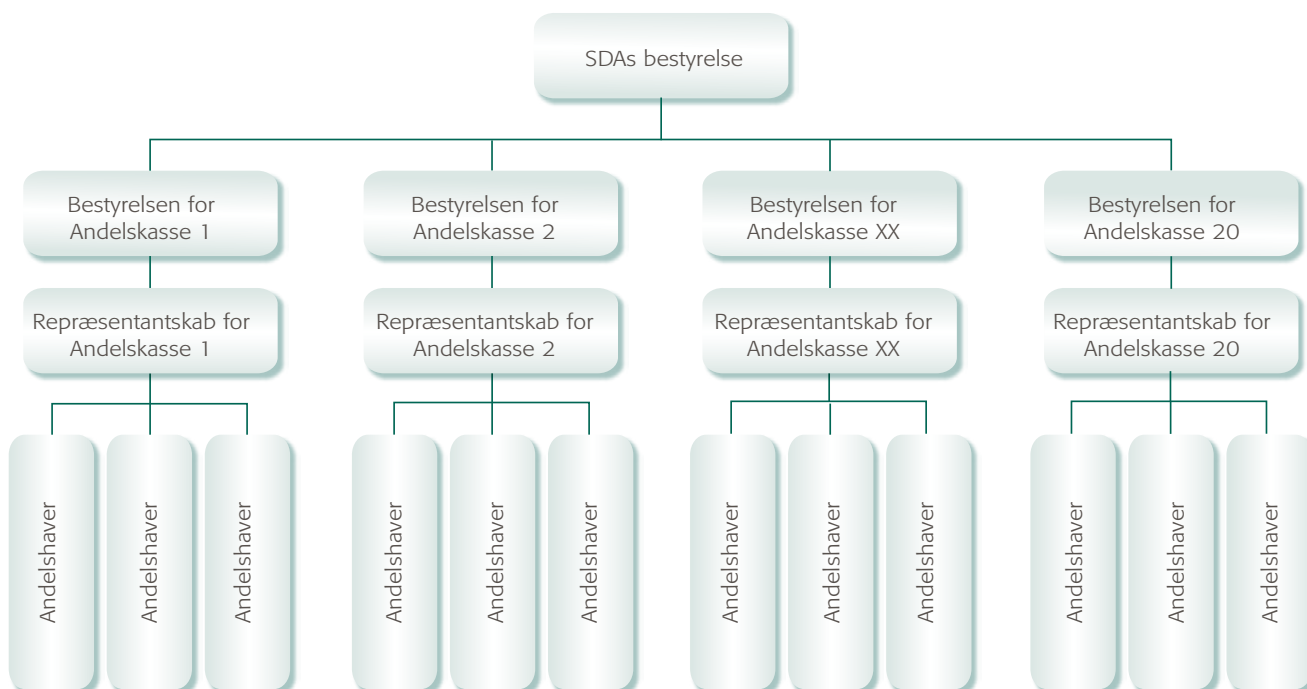 SDAs bestyrelse
Bestyrelsen for
Andelskasse 1
Bestyrelsen for
Andelskasse 2
Bestyrelsen for
Andelskasse XX
Bestyrelsen for
Andelskasse 20
Repræsentantskab for
Andelskasse 1
Repræsentantskab for
Andelskasse 2
Repræsentantskab for
Andelskasse XX
Repræsentantskab for
Andelskasse 20
Andelshaver
Andelshaver
Andelshaver
Andelshaver
Andelshaver
Andelshaver
Andelshaver
Andelshaver
Andelshaver
Andelshaver
Andelshaver
Andelshaver